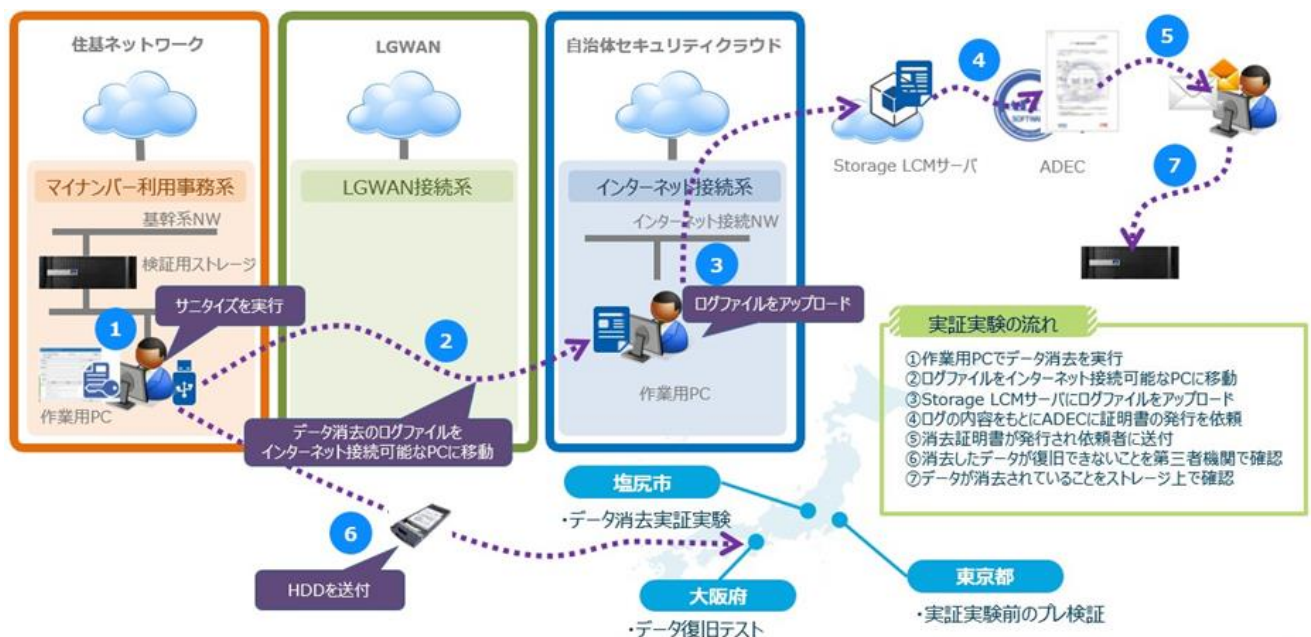 住基ネットワーク
LGWAN
自治体セキュリティクラウド
マイナンバー利用事務系
LGWAN接続系
インターネット接続系
基幹系NW
検証用ストレージ
サニタイズを実行
作業用PC
インターネット接続NW
ログファイルをアップロード
作業用PC
データ消去のログファイルを
インターネット接続可能なPCに移動
HDDを送付
Storage LCMサーバ
ADEC
SOFTWA
1
2
3
4
5
6
7
実証実験の流れ
①作業用PCでデータ消去を実行
②ログファイルをインターネット接続可能なPCに移動
③Storage LCMサーバにログファイルをアップロード
④ログの内容をもとにADECに証明書の発行を依頼
⑤消去証明書が発行され依頼者に送付
⑥消去したデータが復旧できないことを第三者機関で確認
⑦データが消去されていることをストレージ上で確認
塩尻市
・データ消去実証実験
大阪府
・データ復旧テスト
東京都
・実証実験前のプレ検証